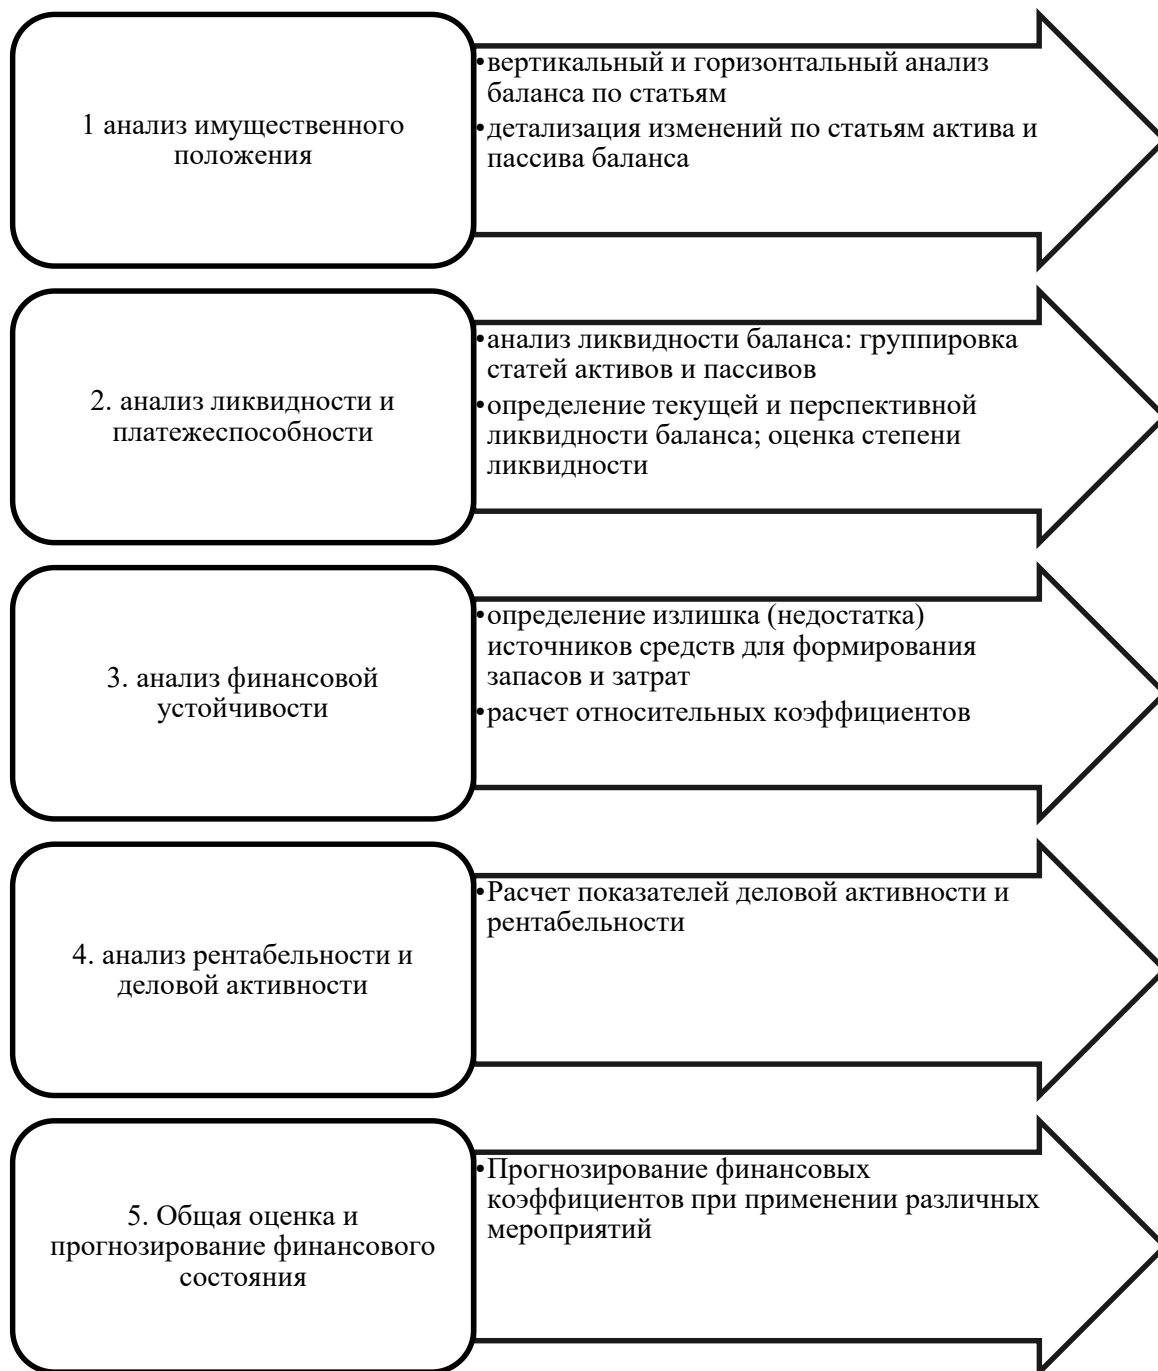 1 анализ имущественного
положения
•вертикальный и горизонтальный анализ
баланса по статьям
•детализация изменений по статьям актива и
пассива баланса
2. анализ ликвидности и
платежеспособности
•анализ ликвидности баланса: группировка
статей активов и пассивов
•определение текущей и перспективной
ликвидности баланса; оценка степени
ликвидности
3. анализ финансовой
устойчивости
•определение излишка (недостатка)
источников средств для формирования
запасов и затрат
•расчет относительных коэффициентов
4. анализ рентабельности и
деловой активности
•Расчет показателей деловой активности и
рентабельности
5. Общая оценка и
прогнозирование финансового
состояния
•Прогнозирование финансовых
коэффициентов при применении различных
мероприятий